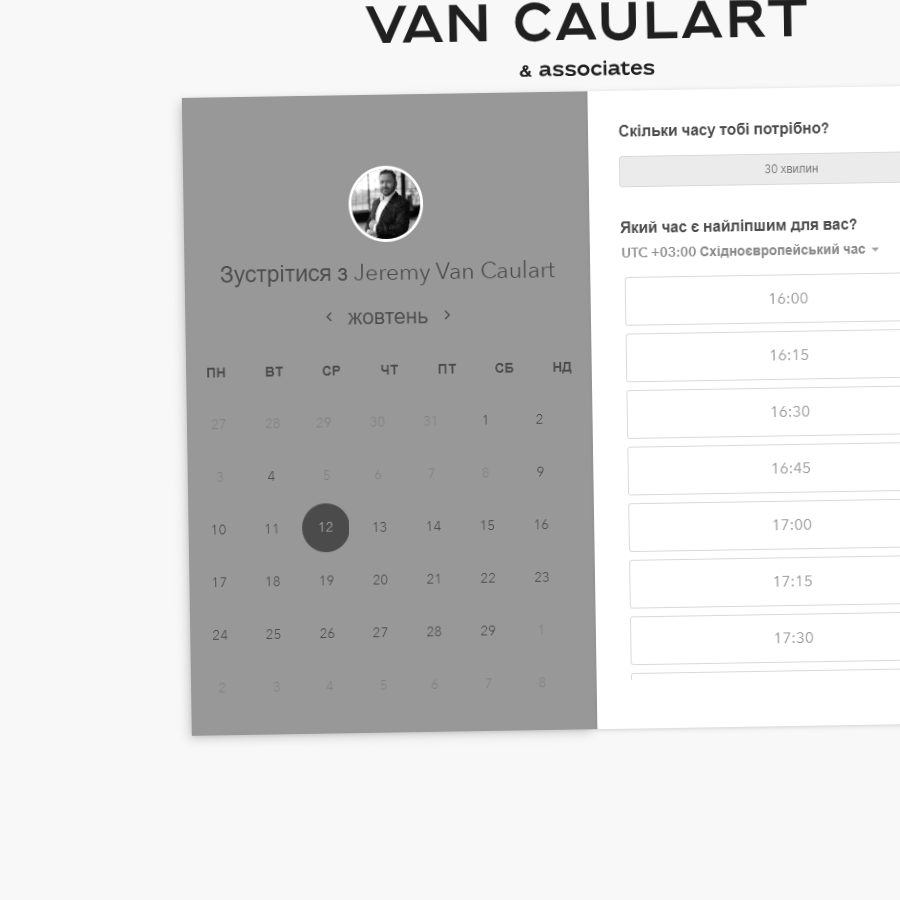 VAN CAULART
& associates
Зустрітися з Jeremy Van Caulart
жовтень
ПН ВТ СР ЧТ ПТ СБ НД
27 28 29 30 31 1 2
3 4 5 6 7 8 9
10 11 12 13 14 15 16
17 18 19 20 21 22 23
24 25 26 27 28 29 1
2 3 4 5 6 7 8
Скільки часу тобі потрібно?
30 хвилин
Який час є найліпшим для вас?
UTC +03:00 Східноєвропейський час
16:00
16:15
16:30
16:45
17:00
17:15
17:30